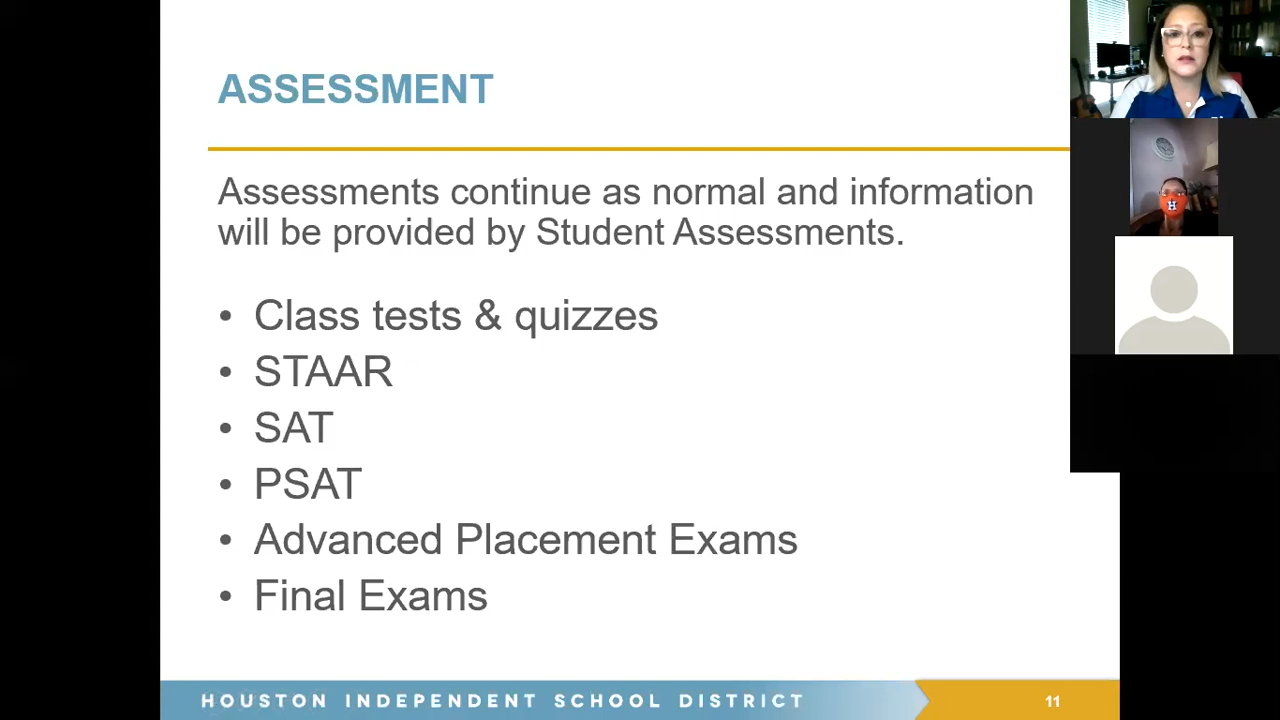 ASSESSMENT
Assessments continue as normal and information
will be provided by Student Assessments.
• Class tests & quizzes
• STAAR
• SAT
• PSAT
• Advanced Placement Exams
• Final Exams
HOUSTON INDEPENDENT SCHOOL DISTRICT
11
H